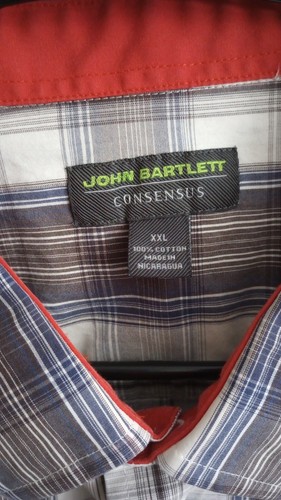 JOHN BARTLETT
CONSENSUS
XXL
100% COTTON
MADE IN
NICARAGUA